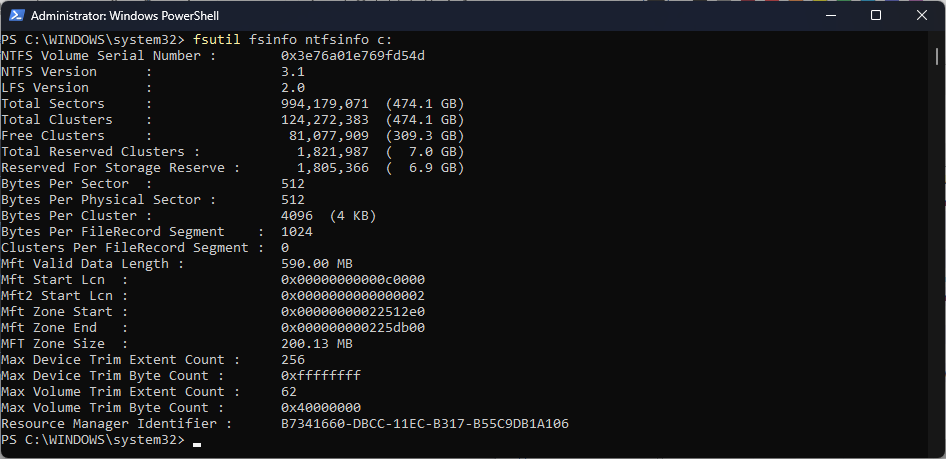 Administrator: Windows PowerShell
PS C:\WINDOWS\system32> fsutil fsinfo ntfsinfo c:
NTFS Volume Serial Number :        0x3e76a01e769fd54d
NTFS Version      :                3.1
LFS Version       :                2.0
Total Sectors     :                994,179,071  (474.1 GB)
Total Clusters    :                124,272,383  (474.1 GB)
Free Clusters     :                 81,077,909  (309.3 GB)
Total Reserved Clusters :            1,821,987  (  7.0 GB)
Reserved For Storage Reserve :       1,805,366  (  6.9 GB)
Bytes Per Sector  :                512
Bytes Per Physical Sector :        512
Bytes Per Cluster :                4096  (4 KB)
Bytes Per FileRecord Segment    :  1024
Clusters Per FileRecord Segment :  0
Mft Valid Data Length :            590.00 MB
Mft Start Lcn  :                   0x00000000000c0000
Mft2 Start Lcn :                   0x0000000000000002
Mft Zone Start :                   0x00000000022512e0
Mft Zone End   :                   0x000000000225db00
MFT Zone Size  :                   200.13 MB
Max Device Trim Extent Count :     256
Max Device Trim Byte Count :       0xffffffff
Max Volume Trim Extent Count :     62
Max Volume Trim Byte Count :       0x40000000
Resource Manager Identifier :      B7341660-DBCC-11EC-B317-B55C9DB1A106
PS C:\WINDOWS\system32>